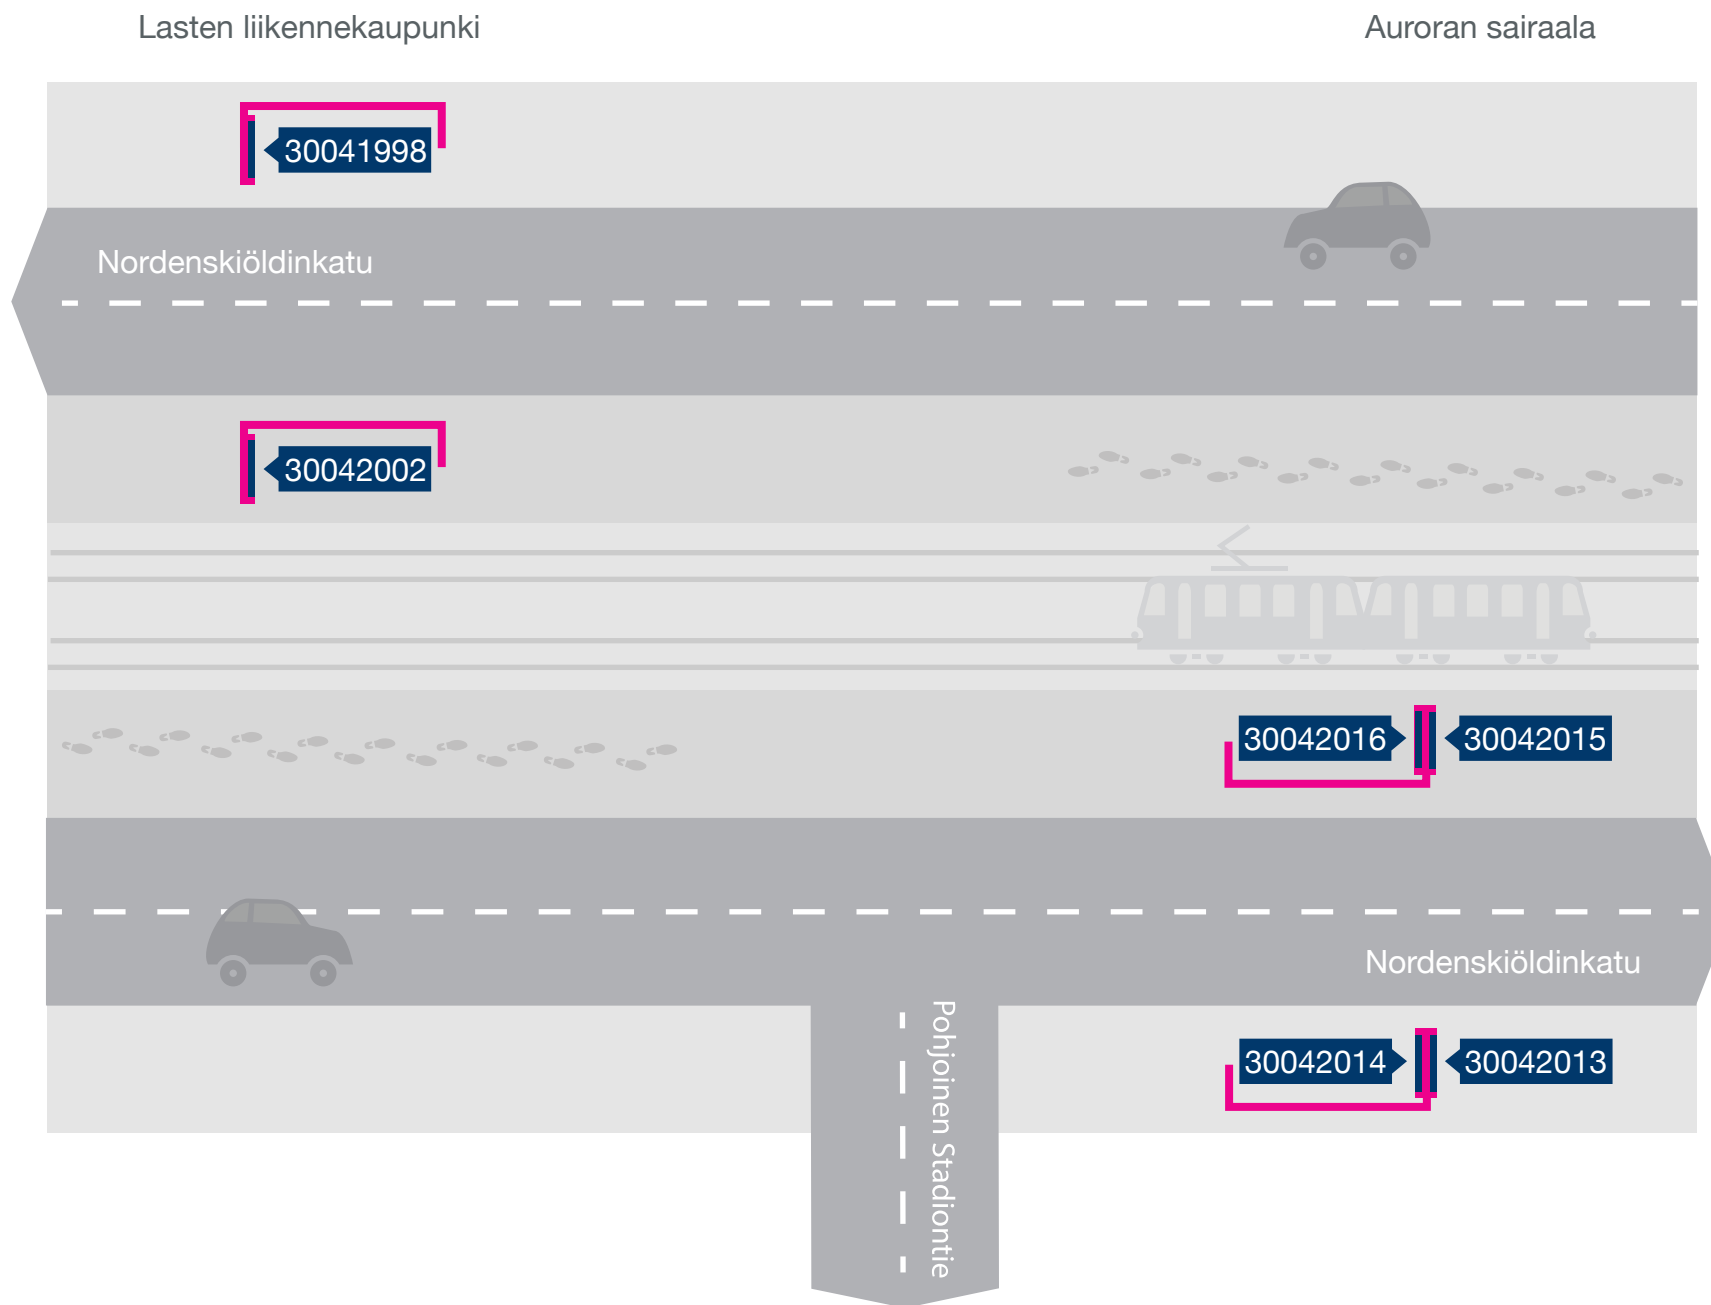 Lasten liikennekaupunki
Auroran sairaala
30041998
Nordenskiöldinkatu
30042002
30042016
30042015
Nordenskiöldinkatu
Pohjoinen Stadiontie
30042014
30042013